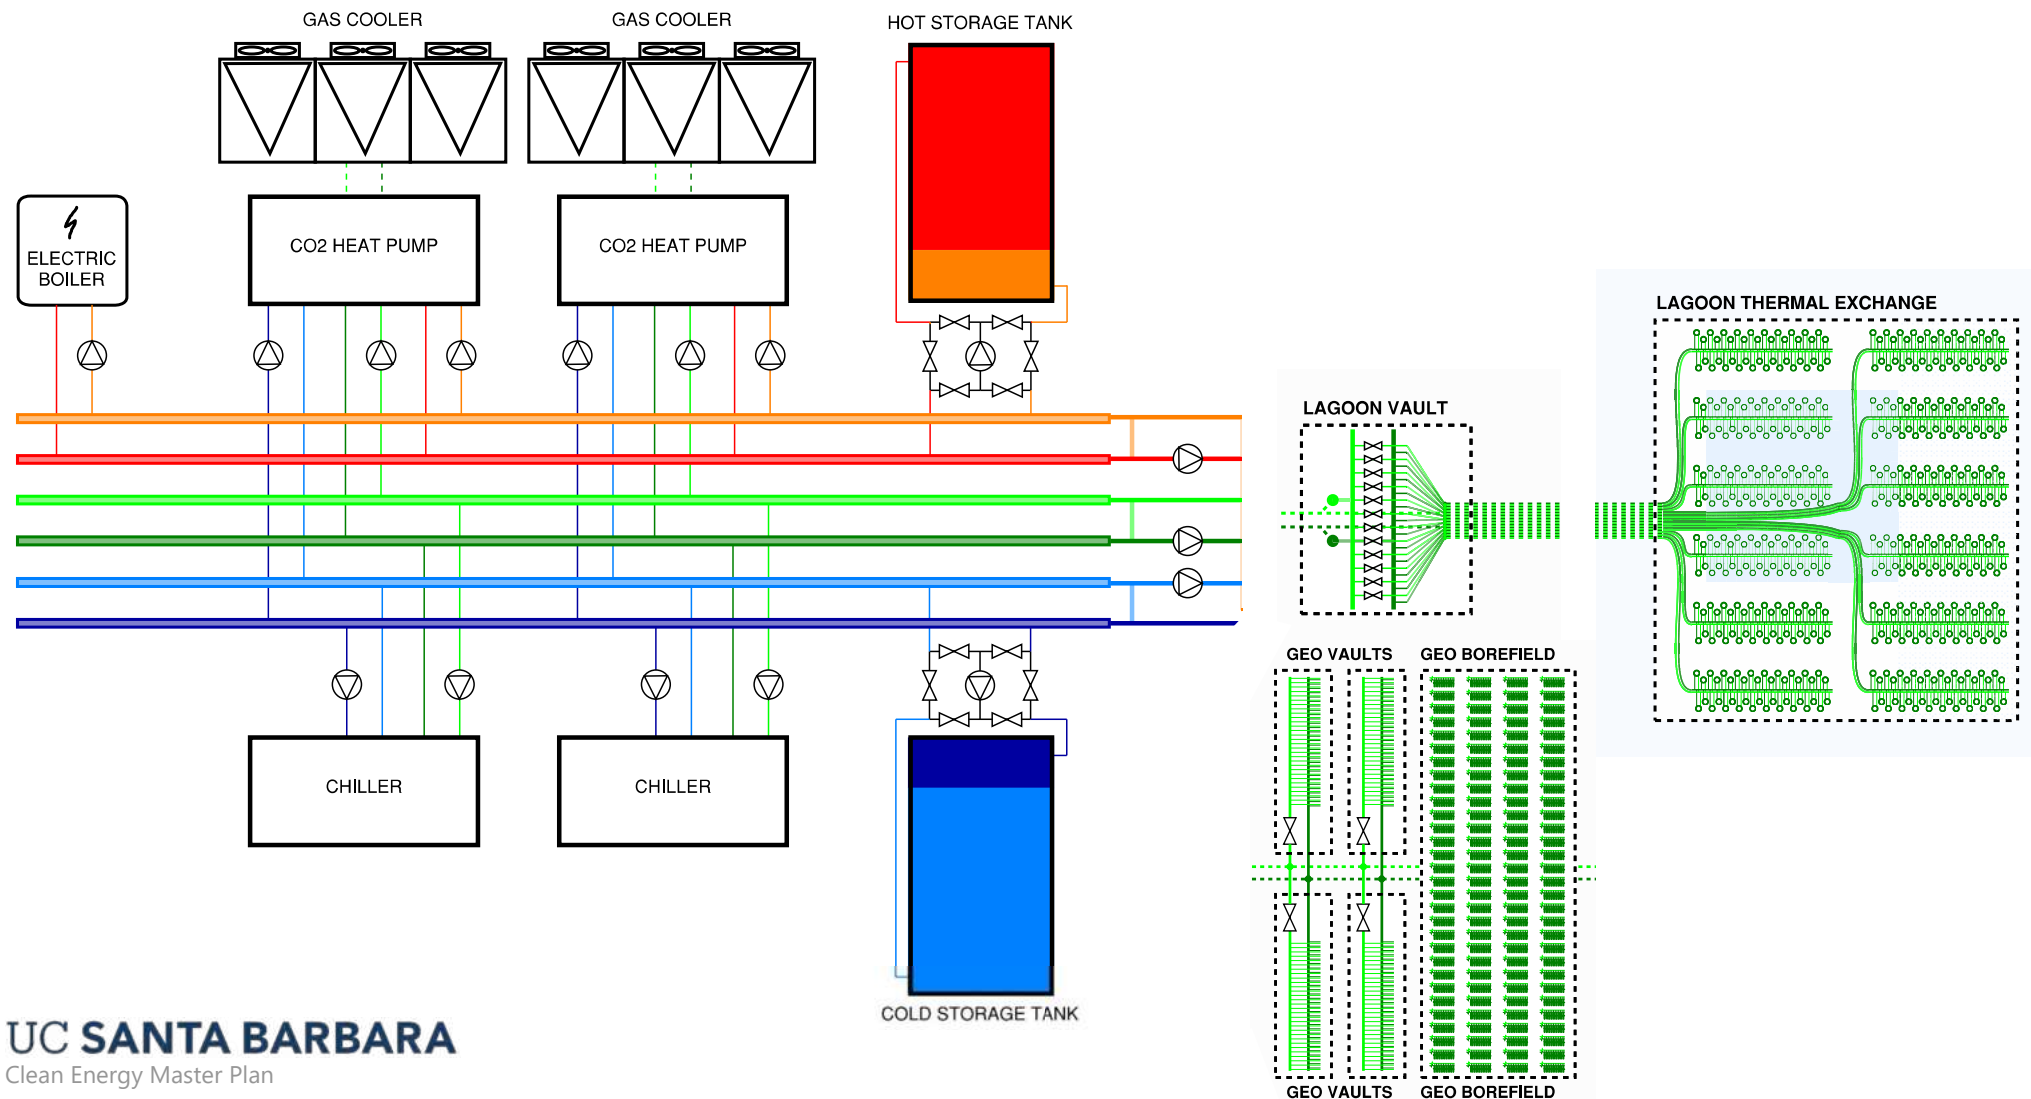 GAS COOLER
GAS COOLER
HOT STORAGE TANK
ELECTRIC
BOILER
CO2 HEAT PUMP
CO2 HEAT PUMP
LAGOON THERMAL EXCHANGE
LAGOON VAULT
GEO VAULTS
GEO BOREFIELD
CHILLER
CHILLER
COLD STORAGE TANK
UC SANTA BARBARA
Clean Energy Master Plan
GEO VAULTS
GEO BOREFIELD